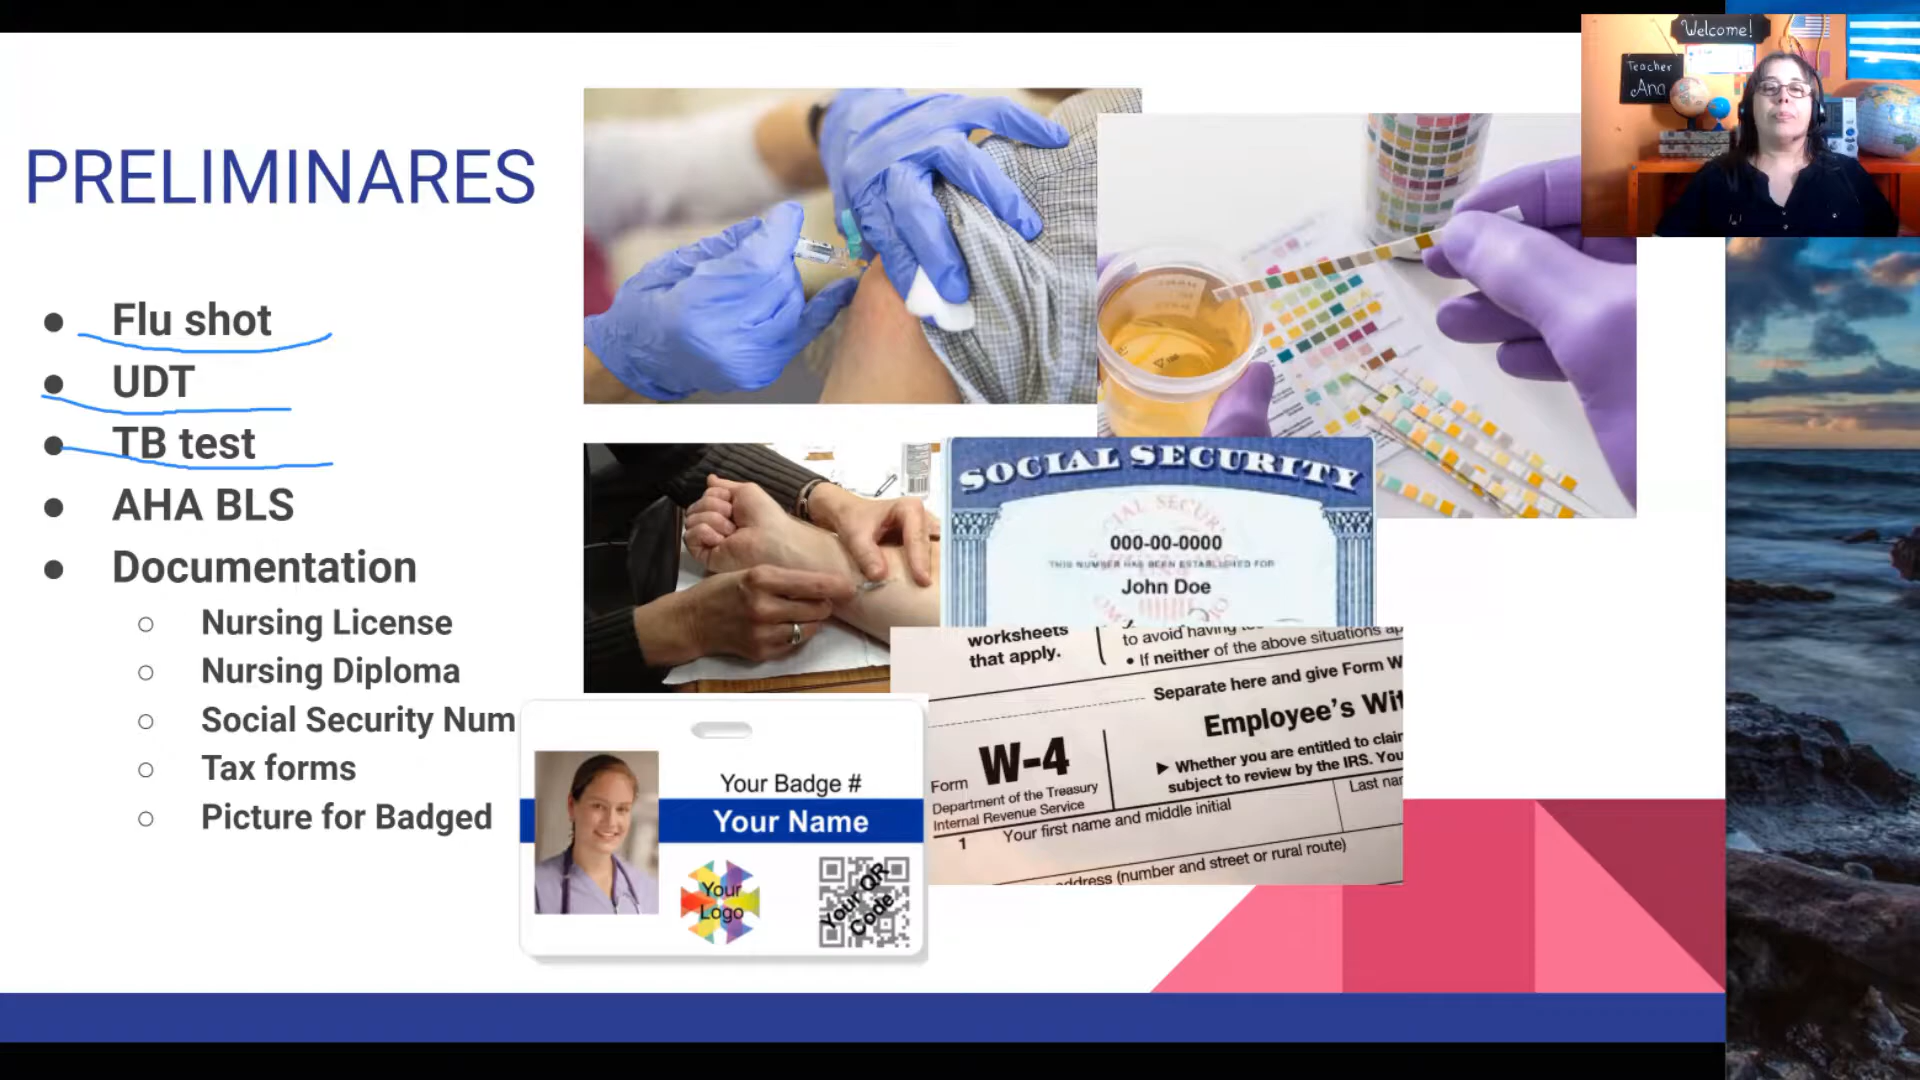 PRELIMINARES
Flu shot
UDT
TB test
AHA BLS
Documentation
Nursing License
Nursing Diploma
Social Security Num
Tax forms
Picture for Badged
SOCIAL SECURITY
000-00-0000
THIS NUMBER HAS BEEN ESTABLISHED FOR
John Doe
worksheets
that apply.
to avoid having
• If neither of the above situations ap
Separate here and give Form W
Employee's Wit
Form W-4
▶ Whether you are entitled to clair
subject to review by the IRS. You
Department of the Treasury
Internal Revenue Service
1 Your first name and middle initial
Last nar
address (number and street or rural route)
Your Badge #
Your Name
Your
Logo
Your QR
Code
Welcome!
Teacher
Ana